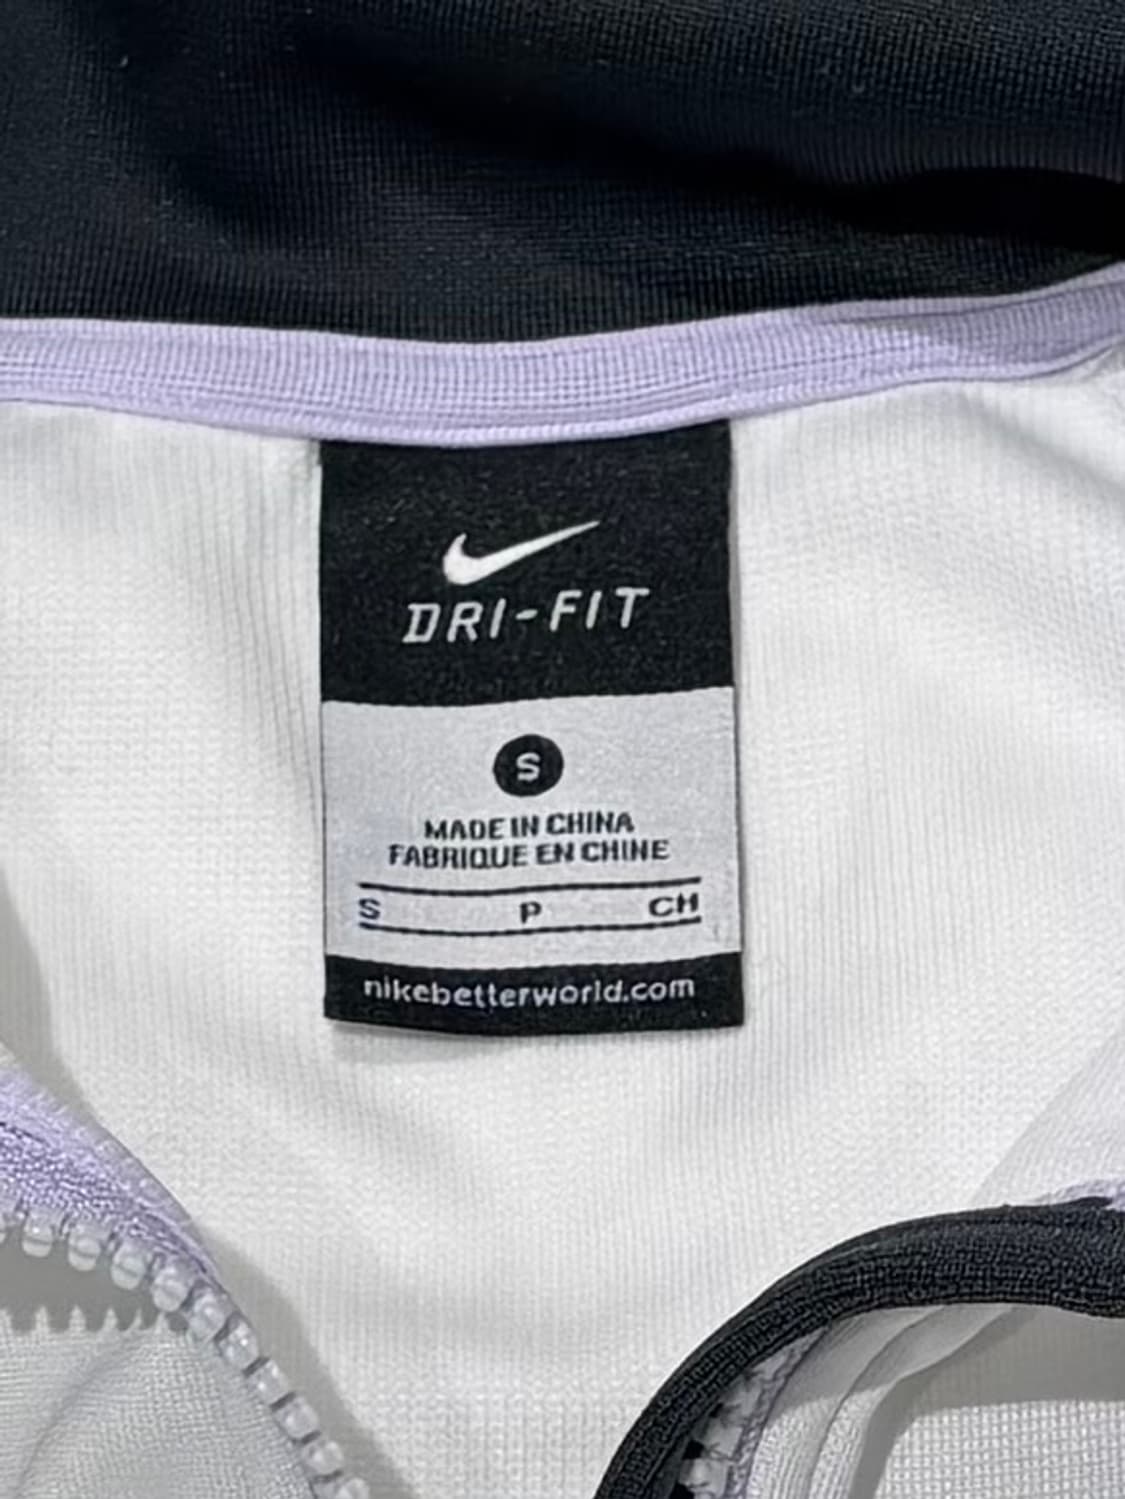 DRI-FIT
S
MADE IN CHINA
FABRIQUE EN CHINE
S P CH
nikebetterworld.com